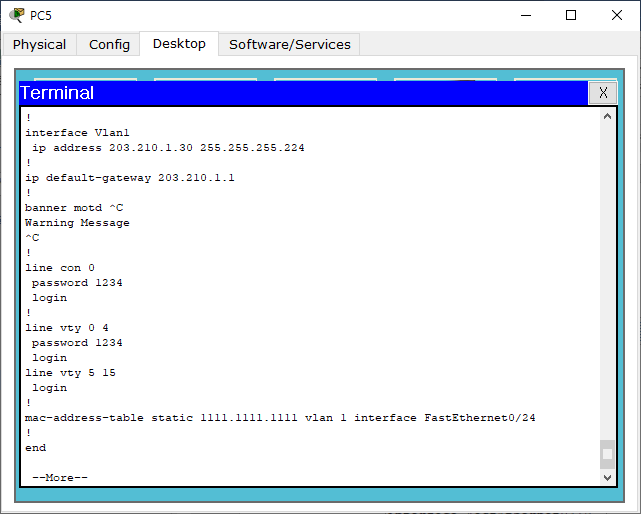 PC5
Physical Config Desktop Software/Services
Terminal X
!
interface Vlan1
 ip address 203.210.1.30 255.255.255.224
!
ip default-gateway 203.210.1.1
!
banner motd ^C
Warning Message
^C
!
line con 0
 password 1234
 login
!
line vty 0 4
 password 1234
 login
line vty 5 15
 login
!
mac-address-table static 1111.1111.1111 vlan 1 interface FastEthernet0/24
!
end
 --More--